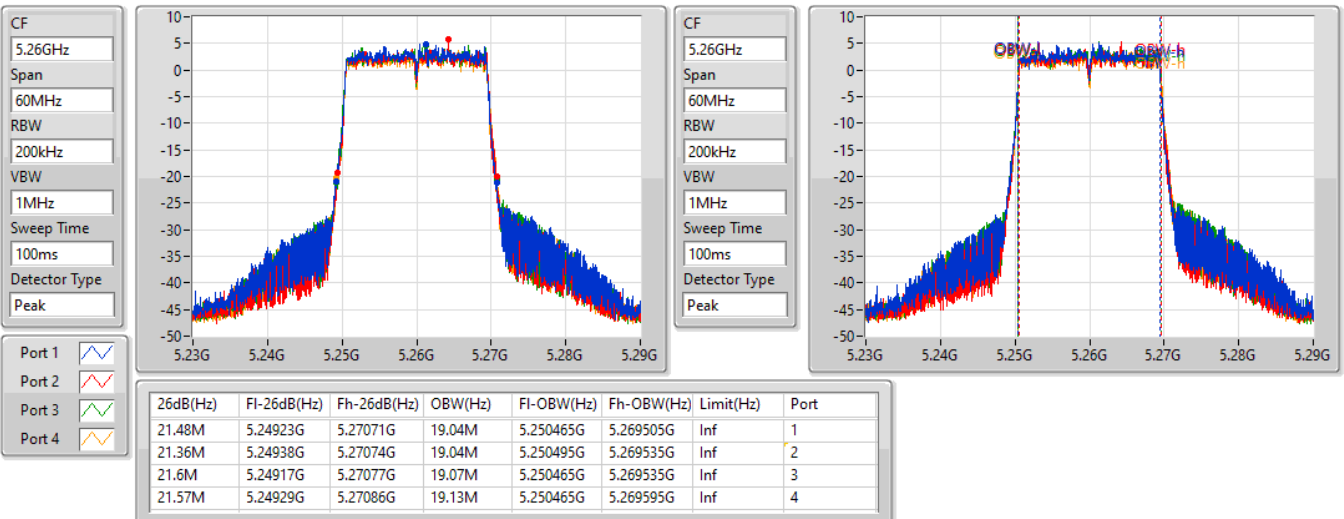 CF
5.26GHz
Span
60MHz
RBW
200kHz
VBW
1MHz
Sweep Time
100ms
Detector Type
Peak
Port 1
Port 2
Port 3
Port 4
10
5
0
-5
-10
-15
-20
-25
-30
-35
-40
-45
-50
5.23G 5.24G 5.25G 5.26G 5.27G 5.28G 5.29G
CF
5.26GHz
Span
60MHz
RBW
200kHz
VBW
1MHz
Sweep Time
100ms
Detector Type
Peak
10
5
0
-5
-10
-15
-20
-25
-30
-35
-40
-45
-50
OBW-l OBW-h
5.23G 5.24G 5.25G 5.26G 5.27G 5.28G 5.29G
26dB(Hz) Fl-26dB(Hz) Fh-26dB(Hz) OBW(Hz) Fl-OBW(Hz) Fh-OBW(Hz) Limit(Hz) Port
21.48M 5.24923G 5.27071G 19.04M 5.250465G 5.269505G Inf 1
21.36M 5.24938G 5.27074G 19.04M 5.250495G 5.269535G Inf 2
21.6M 5.24917G 5.27077G 19.07M 5.250465G 5.269535G Inf 3
21.57M 5.24929G 5.27086G 19.13M 5.250465G 5.269595G Inf 4